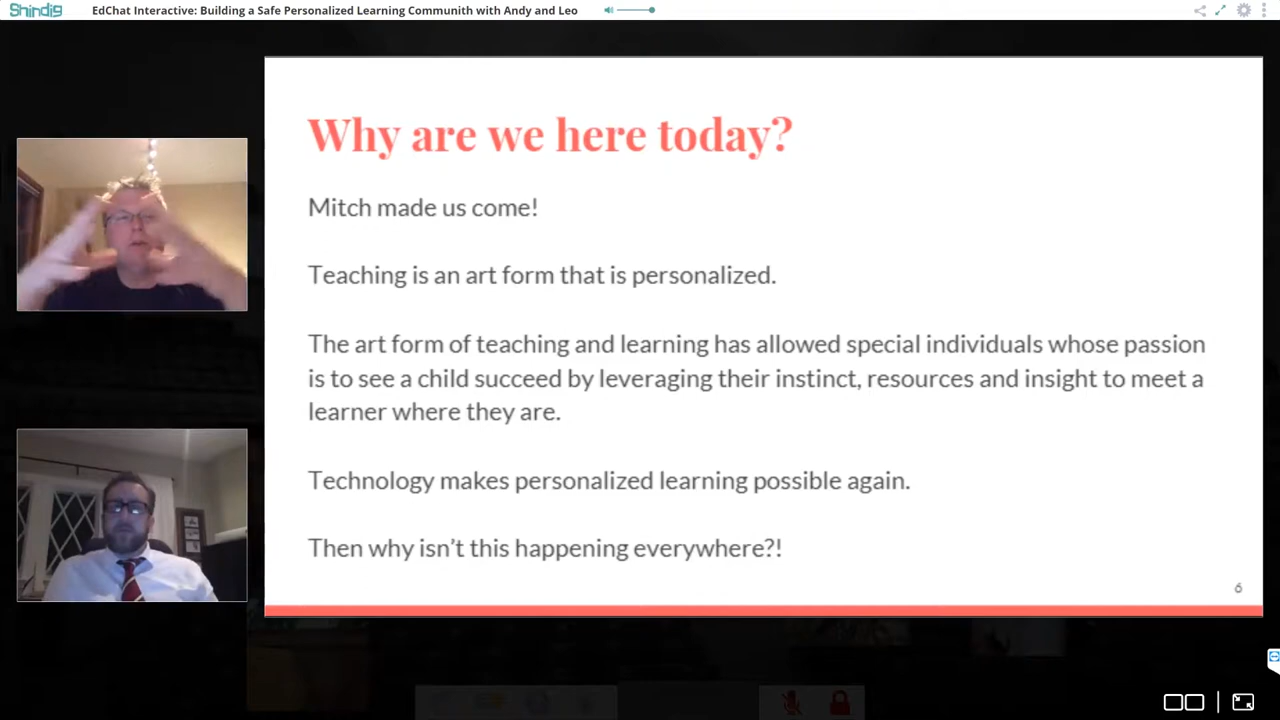 Shindig
EdChat Interactive: Building a Safe Personalized Learning Communith with Andy and Leo
Why are we here today?
Mitch made us come!
Teaching is an art form that is personalized.
The art form of teaching and learning has allowed special individuals whose passion
is to see a child succeed by leveraging their instinct, resources and insight to meet a
learner where they are.
Technology makes personalized learning possible again.
Then why isn't this happening everywhere?!
6